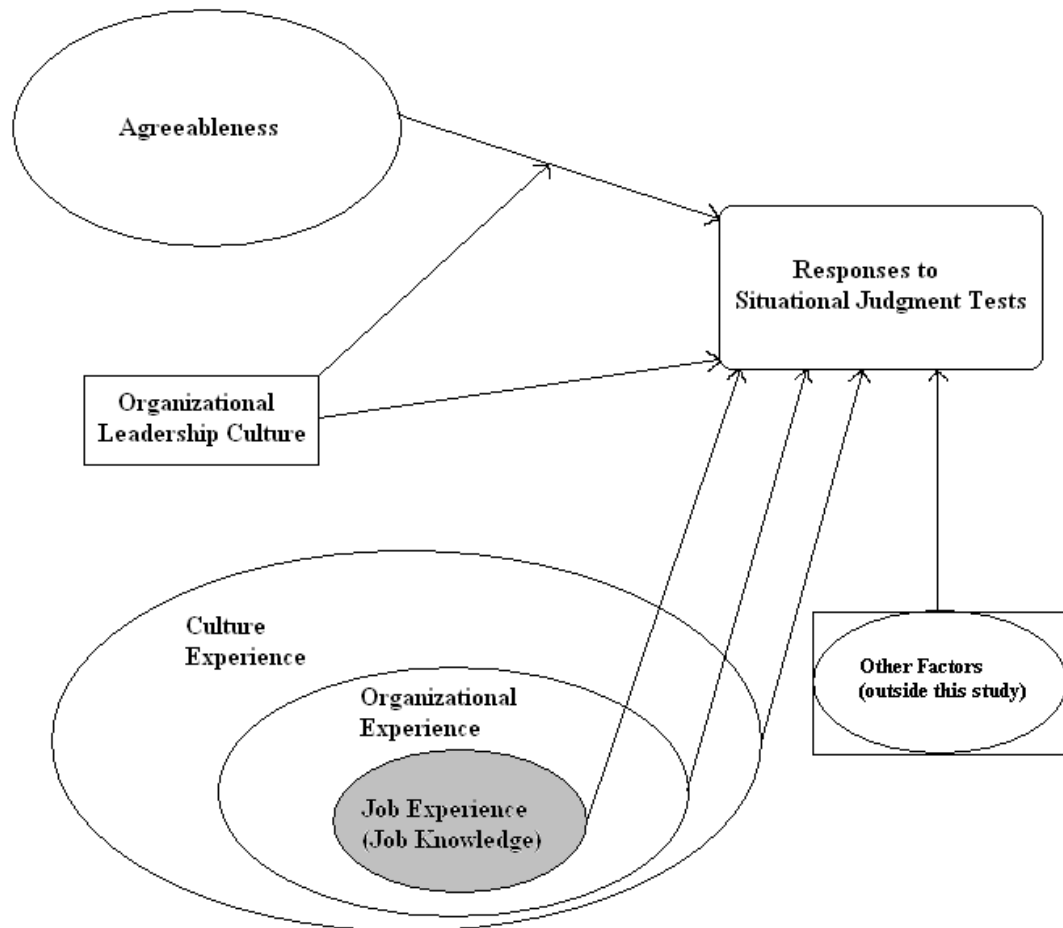 Agreeableness
Responses to
Situational Judgment Tests
Organizational
Leadership Culture
Culture
Experience
Organizational
Experience
Job Experience
(Job Knowledge)
Other Factors
(outside this study)